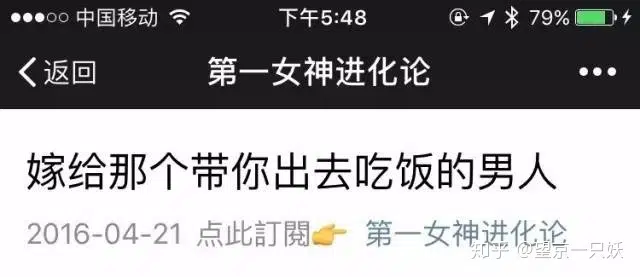 中国移动 下午5:48 79%
返回 第一女神进化论
嫁给那个带你出去吃饭的男人
2016-04-21 点此訂閱👉 第一女神进化论
知乎 @望京一只妖